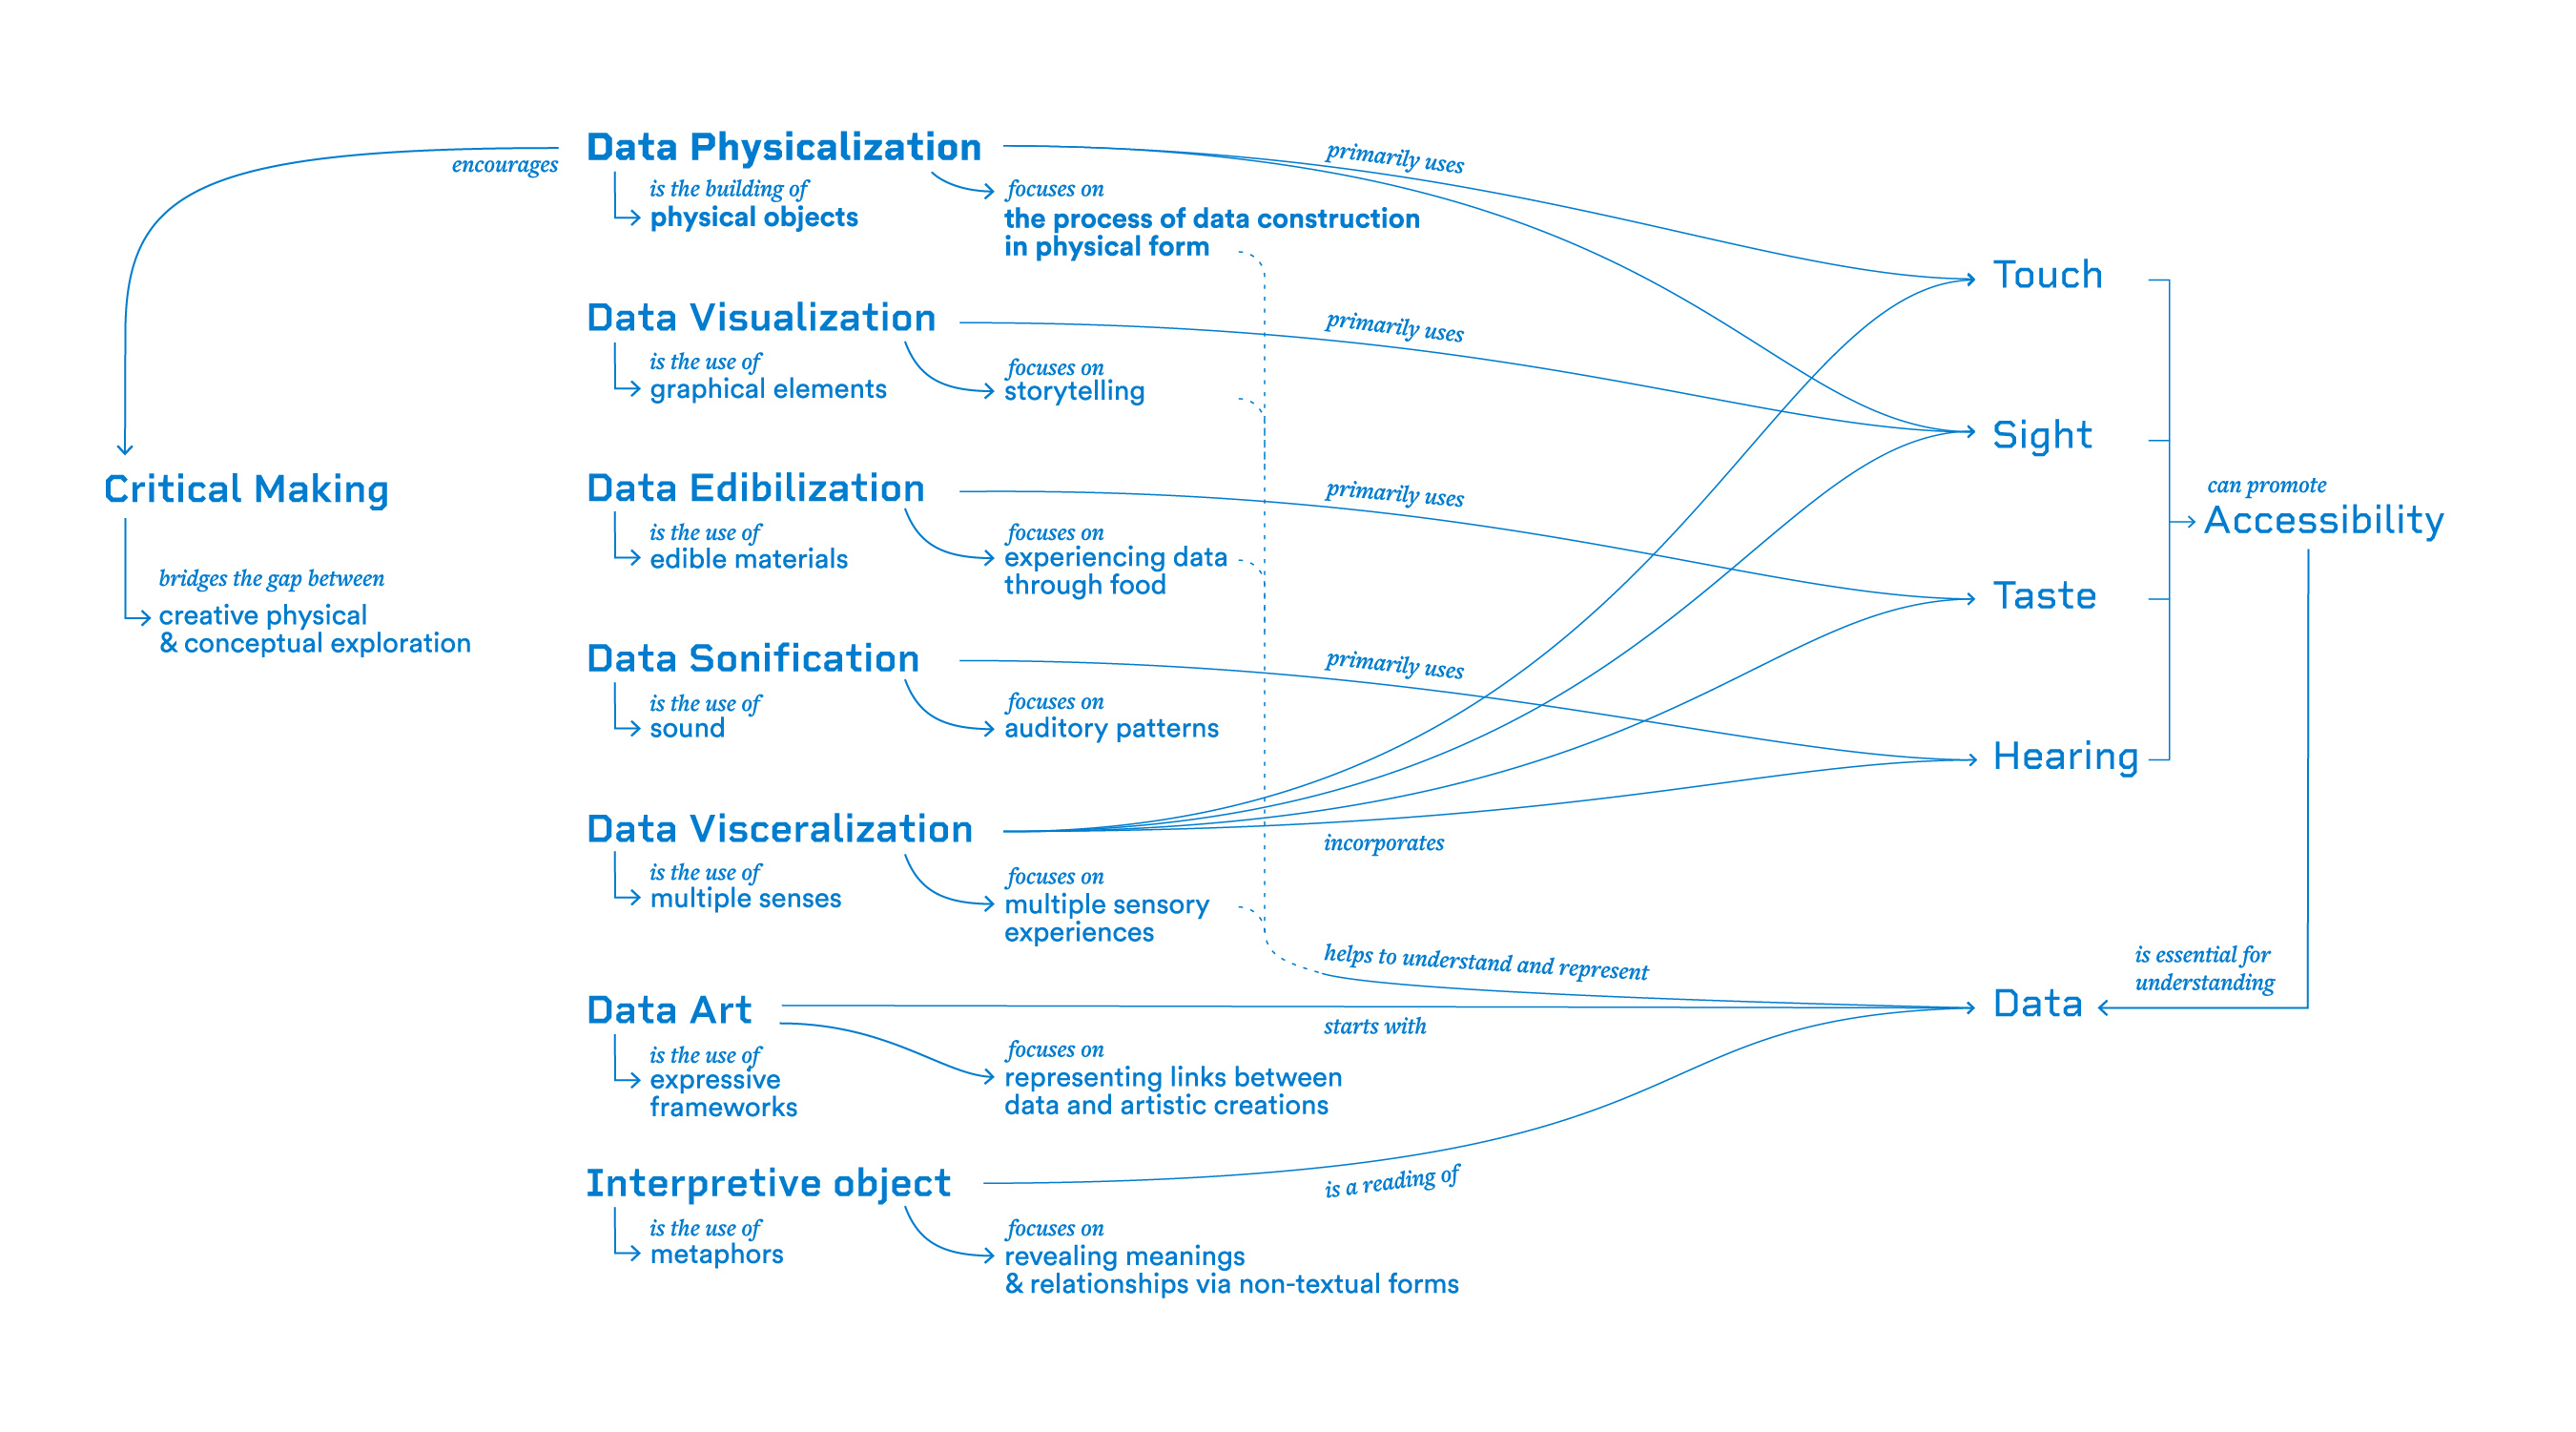 Data Physicalization
encourages
is the building of
physical objects
focuses on
the process of data construction
in physical form
primarily uses
Data Visualization
is the use of
graphical elements
focuses on
storytelling
primarily uses
Data Edibilization
is the use of
edible materials
focuses on
experiencing data
through food
primarily uses
Data Sonification
is the use of
sound
focuses on
auditory patterns
primarily uses
Data Visceralization
is the use of
multiple senses
focuses on
multiple sensory
experiences
incorporates
helps to understand and represent
Data Art
is the use of
expressive
frameworks
focuses on
representing links between
data and artistic creations
starts with
Interpretive object
is the use of
metaphors
focuses on
revealing meanings
& relationships via non-textual forms
is a reading of
Critical Making
bridges the gap between
creative physical
& conceptual exploration
Touch
Sight
Taste
Hearing
can promote
Accessibility
is essential for
understanding
Data